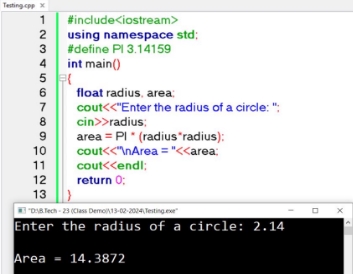 Testing.cpp
1 #include<iostream>
2 using namespace std;
3 #define PI 3.14159
4 int main()
5 {
6 float radius, area;
7 cout<<"Enter the radius of a circle: ";
8 cin>>radius;
9 area = PI * (radius*radius);
10 cout<<"\nArea = "<<area;
11 cout<<endl;
12 return 0;
13 }
"D:\B.Tech - 23 (Class Demo)\13-02-2024\Testing.exe"
Enter the radius of a circle: 2.14
Area = 14.3872